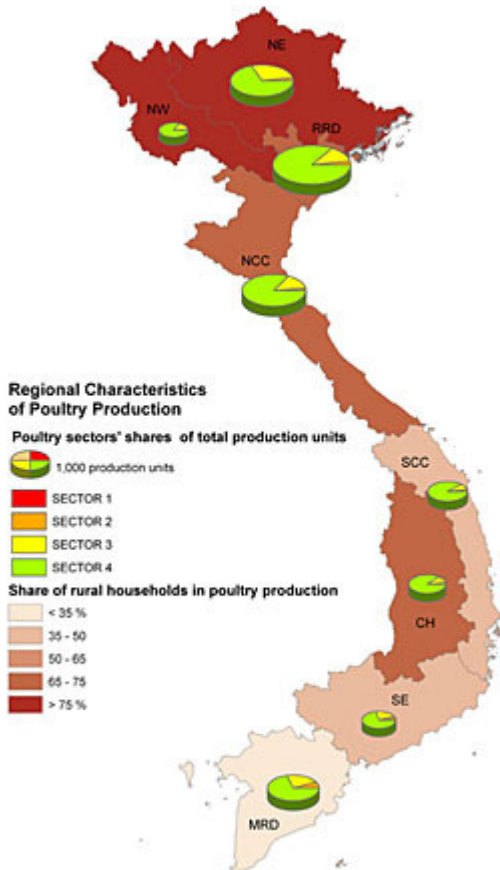 NE
NW
RRD
NCC
Regional Characteristics
of Poultry Production
Poultry sectors' shares of total production units
1,000 production units
SECTOR 1
SECTOR 2
SECTOR 3
SECTOR 4
Share of rural households in poultry production
< 35 %
35 - 50
50 - 65
65 - 75
> 75 %
SCC
CH
SE
MRD